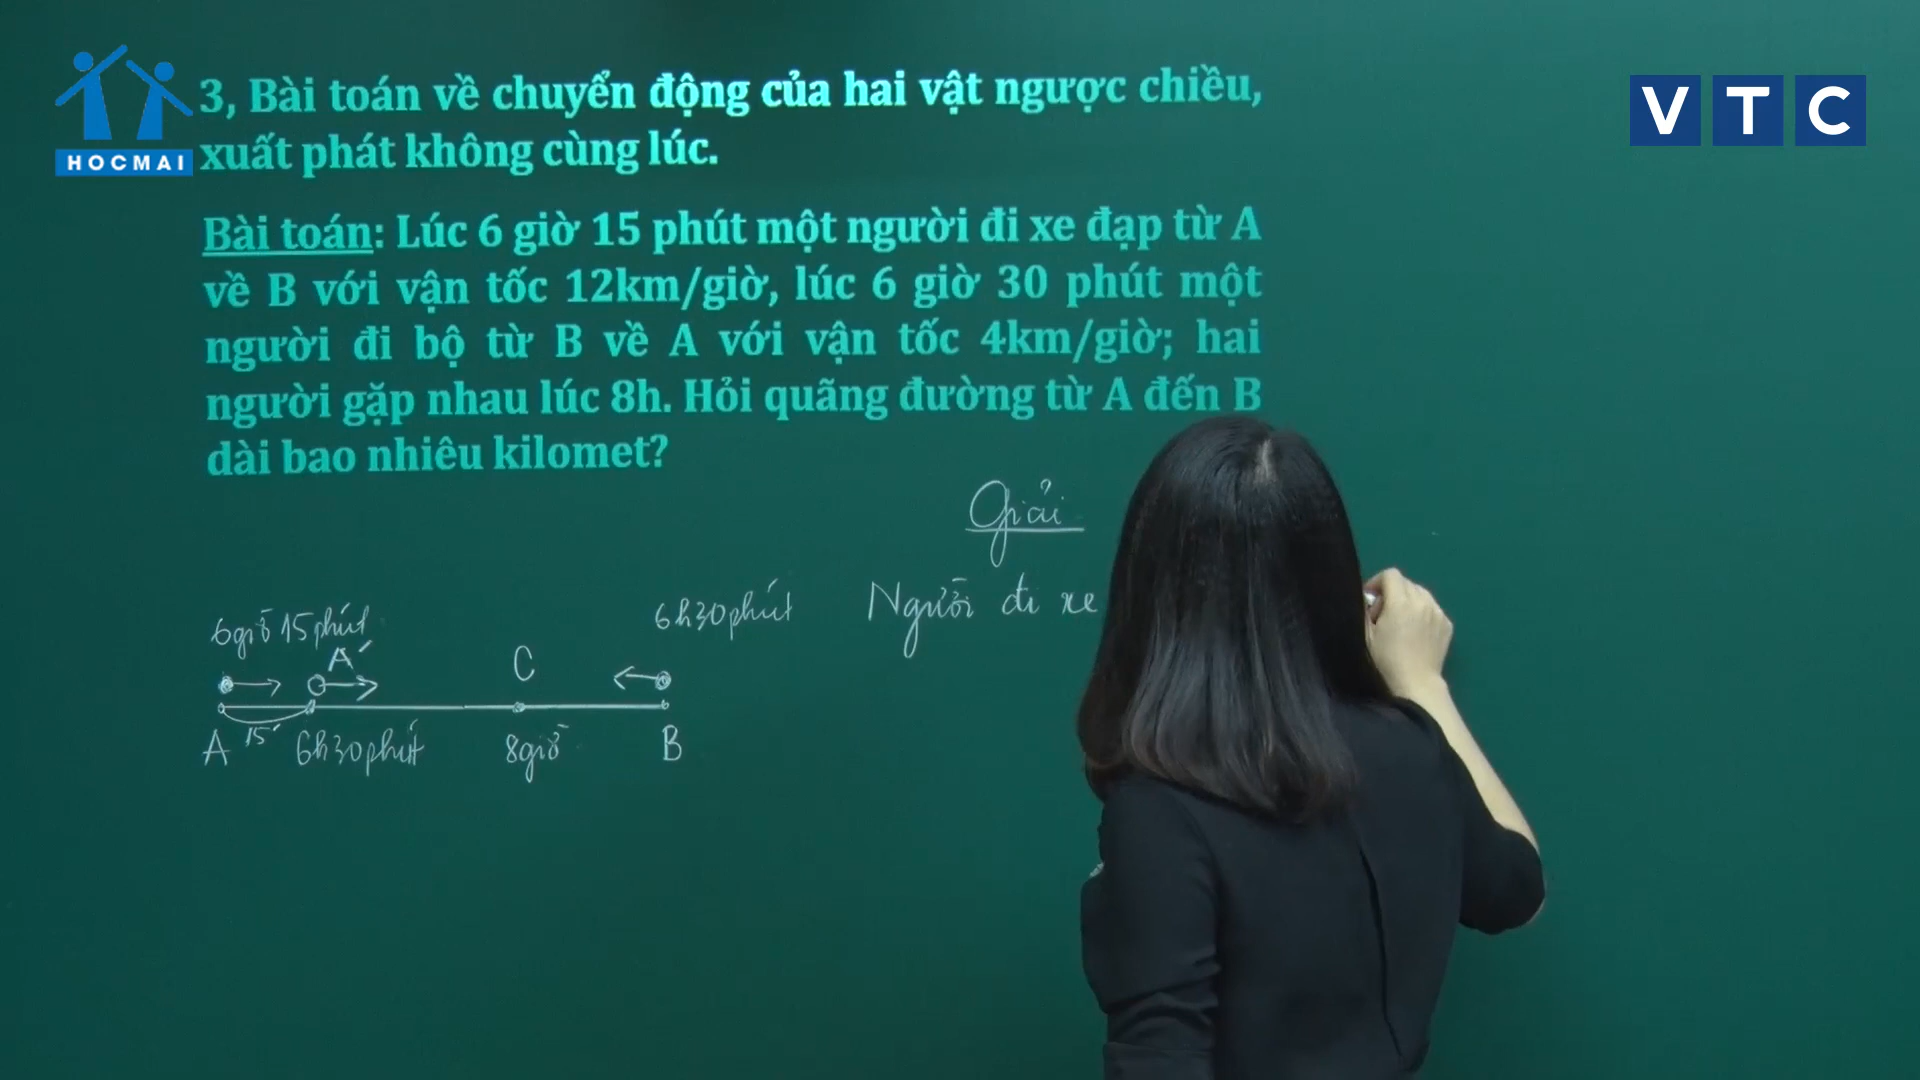 HOCMAI
VTC
3, Bài toán về chuyển động của hai vật ngược chiều,
xuất phát không cùng lúc.
Bài toán: Lúc 6 giờ 15 phút một người đi xe đạp từ A
về B với vận tốc 12km/giờ, lúc 6 giờ 30 phút một
người đi bộ từ B về A với vận tốc 4km/giờ; hai
người gặp nhau lúc 8h. Hỏi quãng đường từ A đến B
dài bao nhiêu kilomet?
Giải
6giờ 15phút
6h30phút
Người đi xe
A'
C
A
15'
6h30phút
8giờ
B